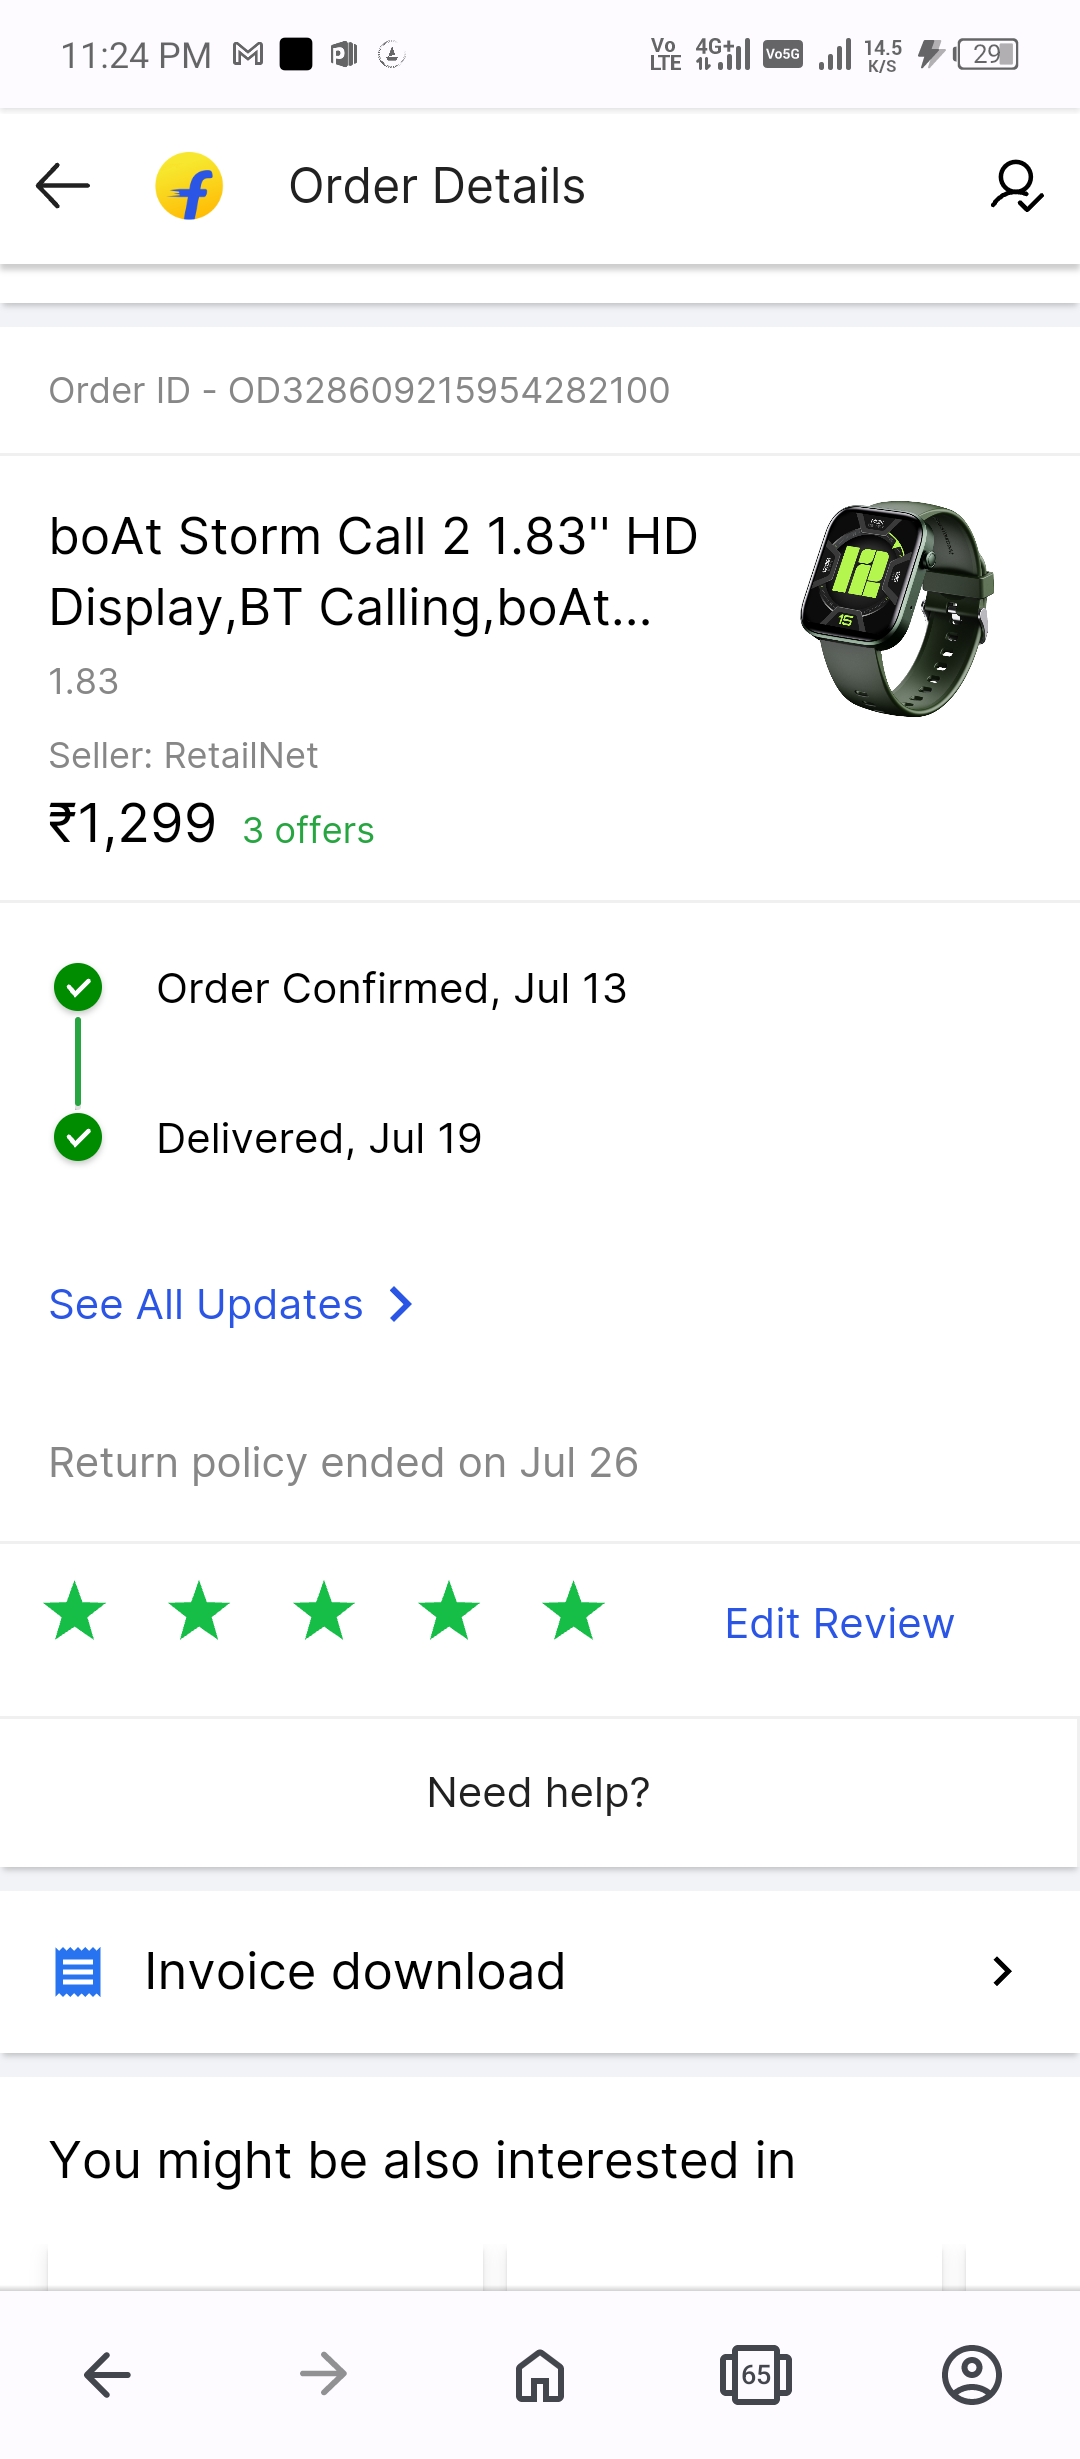 11:24 PM
Vo LTE 4G+ Vo5G 14.5 K/S 29
Order Details
Order ID - OD328609215954282100
boAt Storm Call 2 1.83" HD
Display,BT Calling,boAt...
1.83
Seller: RetailNet
₹1,299 3 offers
Order Confirmed, Jul 13
Delivered, Jul 19
See All Updates
Return policy ended on Jul 26
Edit Review
Need help?
Invoice download
You might be also interested in
65